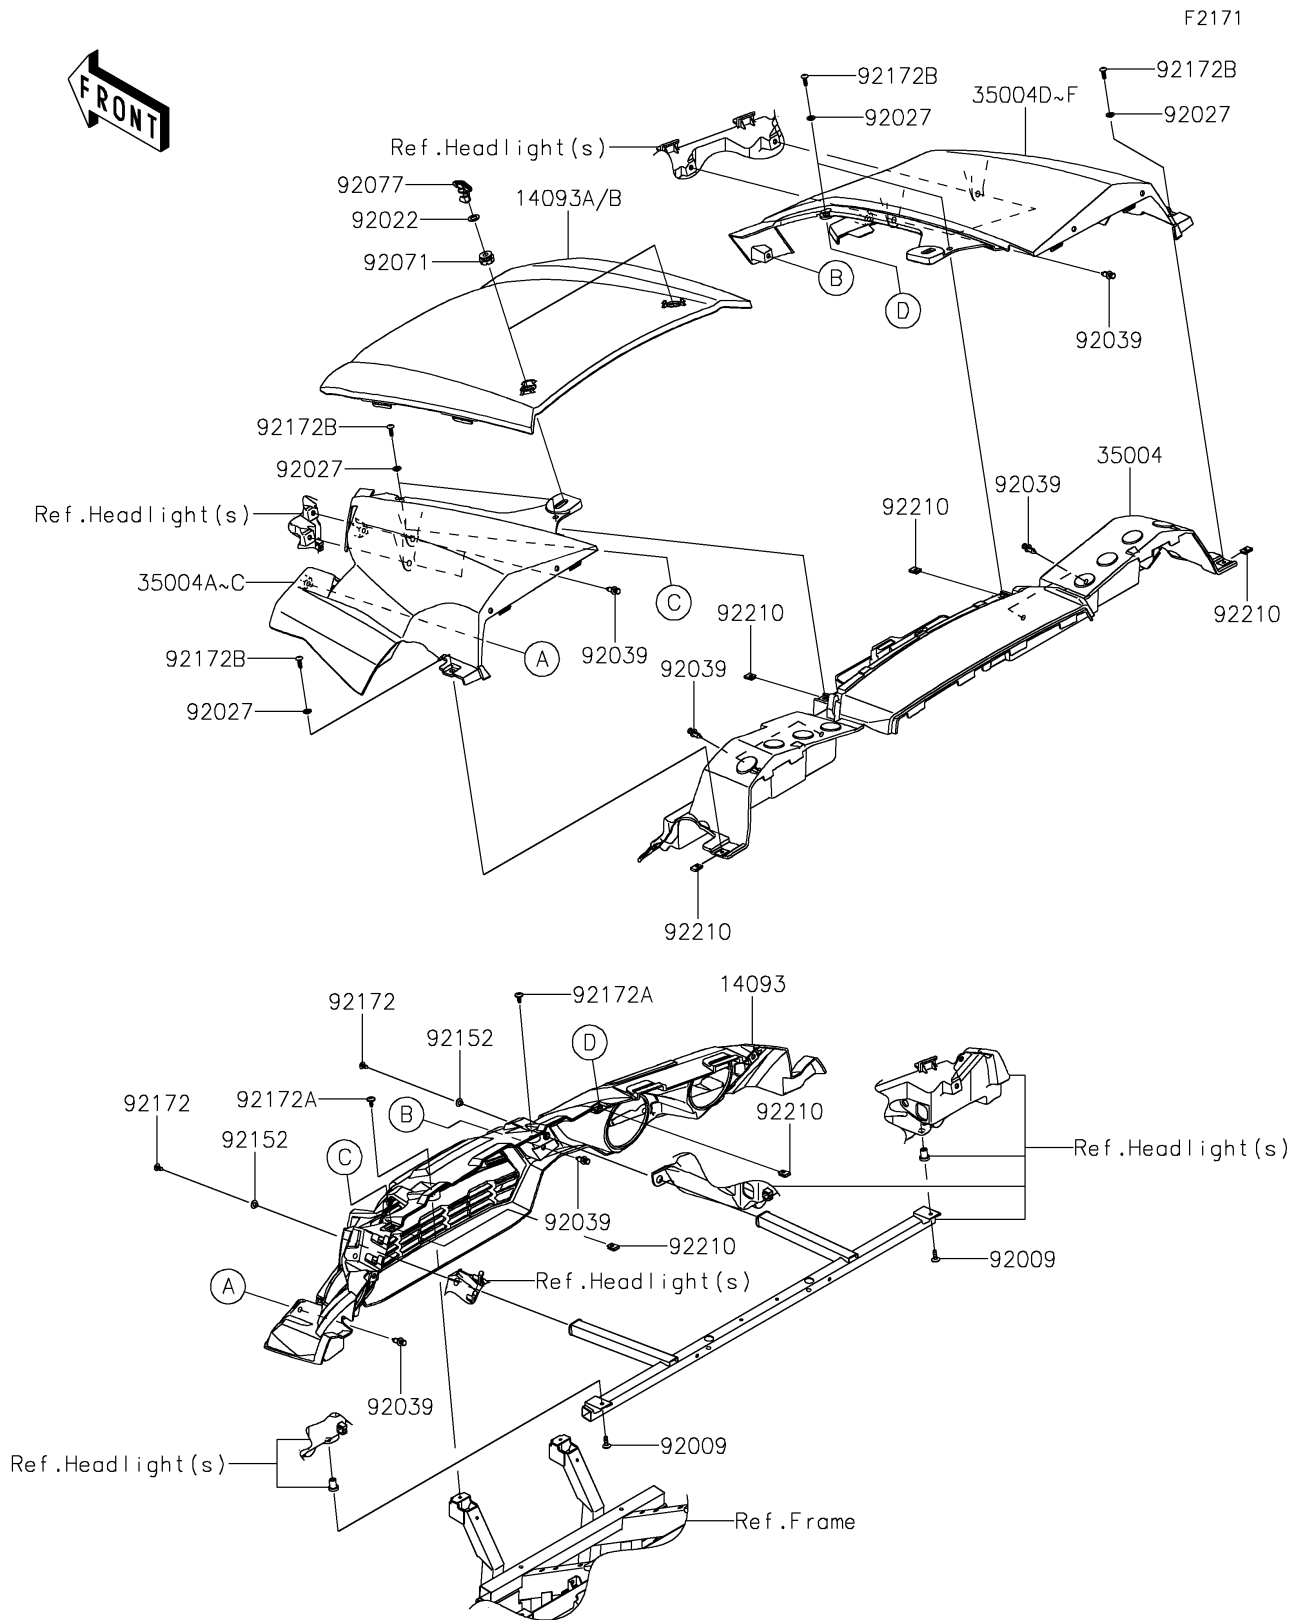 F2171
FRONT
92172B
92172B
35004D~F
92027
92027
Ref.Headlight(s)
92077
14093A/B
92022
92071
B
D
92039
92172B
35004
92027
92039
92210
Ref.Headlight(s)
35004A~C
C
92210
92210
A
92039
92039
92172B
92027
92210
14093
92172
92172A
92152
D
92172A
92172
B
92210
92152
Ref.Headlight(s)
C
92039
92210
92009
Ref.Headlight(s)
A
92039
92009
Ref.Headlight(s)
Ref.Frame